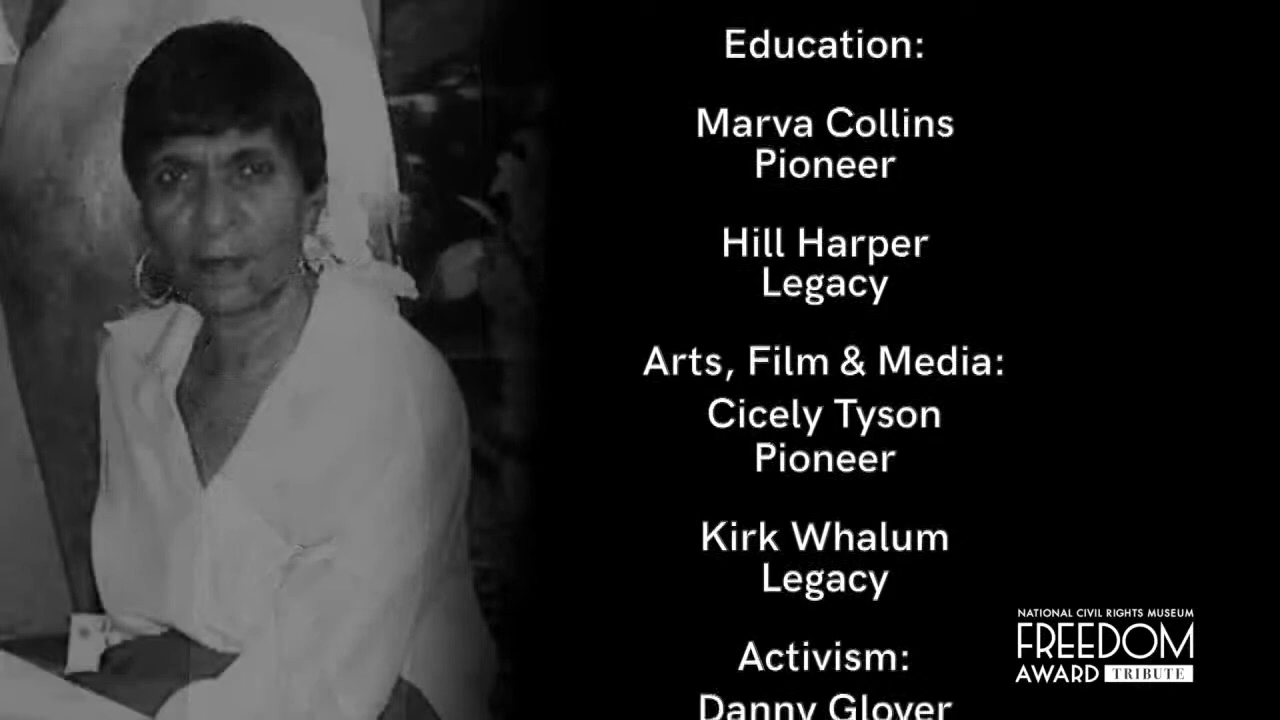 Education:
Marva Collins
Pioneer
Hill Harper
Legacy
Arts, Film & Media:
Cicely Tyson
Pioneer
Kirk Whalum
Legacy
Activism:
Danny Glover
NATIONAL CIVIL RIGHTS MUSEUM
FREEDOM
AWARD TRIBUTE